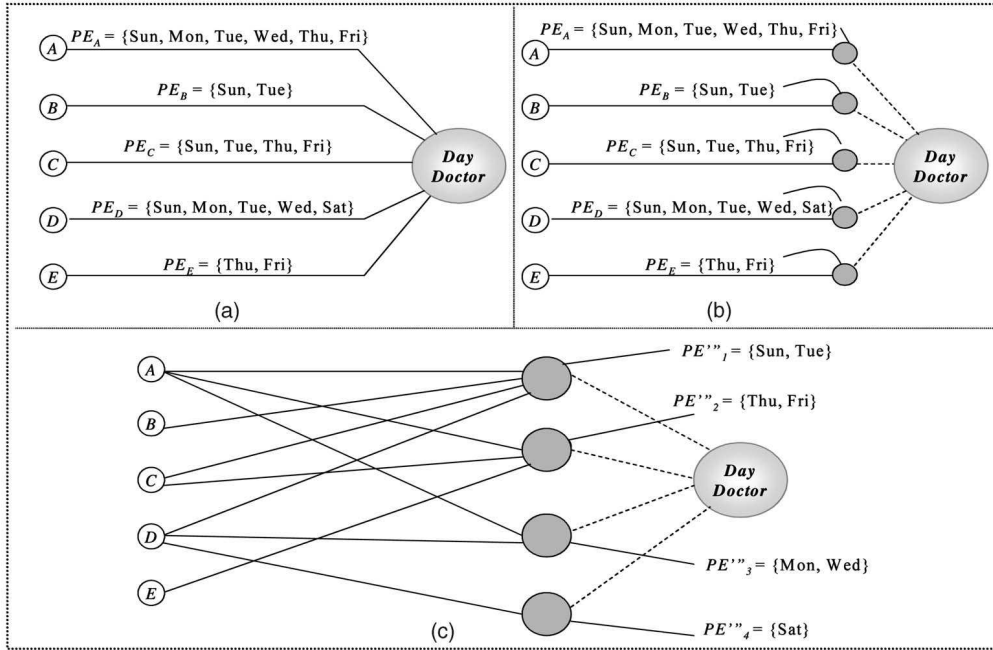 PE_A = {Sun, Mon, Tue, Wed, Thu, Fri}
A
PE_B = {Sun, Tue}
B
PE_C = {Sun, Tue, Thu, Fri}
C
Day
Doctor
PE_D = {Sun, Mon, Tue, Wed, Sat}
D
PE_E = {Thu, Fri}
E
(a)
PE_A = {Sun, Mon, Tue, Wed, Thu, Fri}
A
PE_B = {Sun, Tue}
B
PE_C = {Sun, Tue, Thu, Fri}
C
Day
Doctor
PE_D = {Sun, Mon, Tue, Wed, Sat}
D
PE_E = {Thu, Fri}
E
(b)
PE'''_1 = {Sun, Tue}
A
PE'''_2 = {Thu, Fri}
B
C
Day
Doctor
D
PE'''_3 = {Mon, Wed}
E
PE'''_4 = {Sat}
(c)